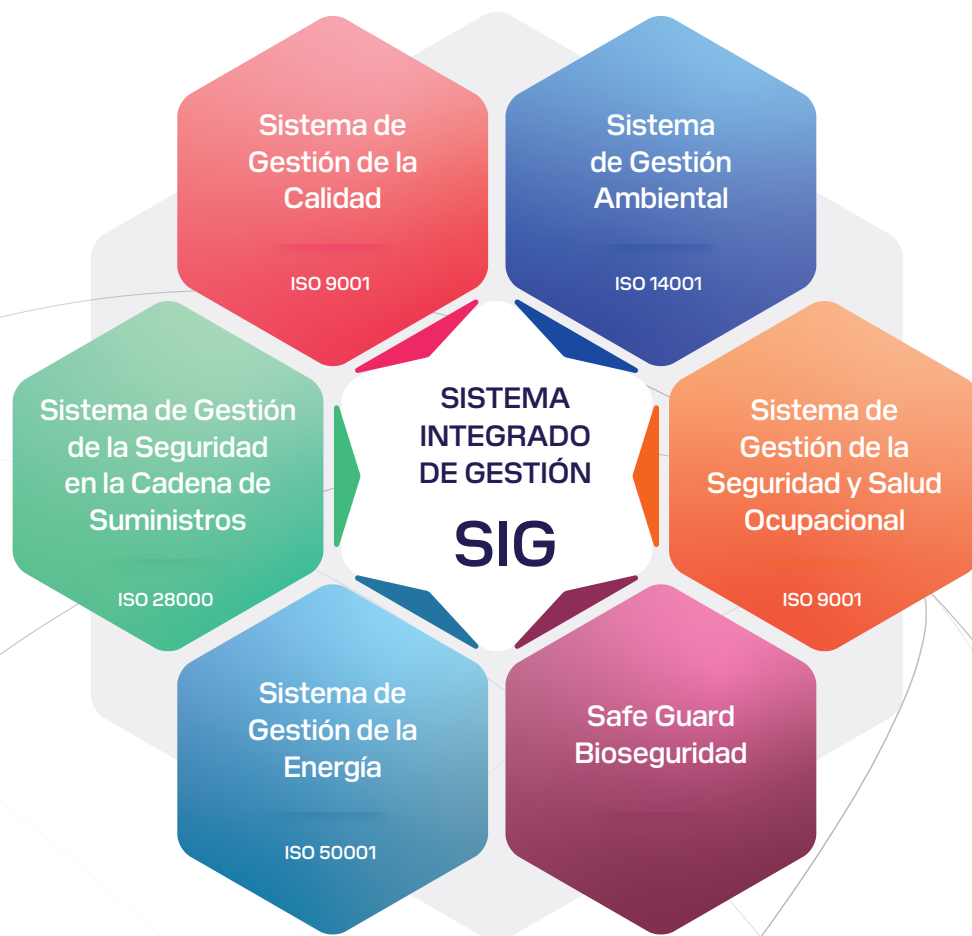 Sistema de
Gestión de la
Calidad
ISO 9001
Sistema
de Gestión
Ambiental
ISO 14001
Sistema de Gestión
de la Seguridad
en la Cadena de
Suministros
ISO 28000
SISTEMA
INTEGRADO
DE GESTIÓN
SIG
Sistema de
Gestión de la
Seguridad y Salud
Ocupacional
ISO 9001
Sistema de
Gestión de la
Energía
ISO 50001
Safe Guard
Bioseguridad